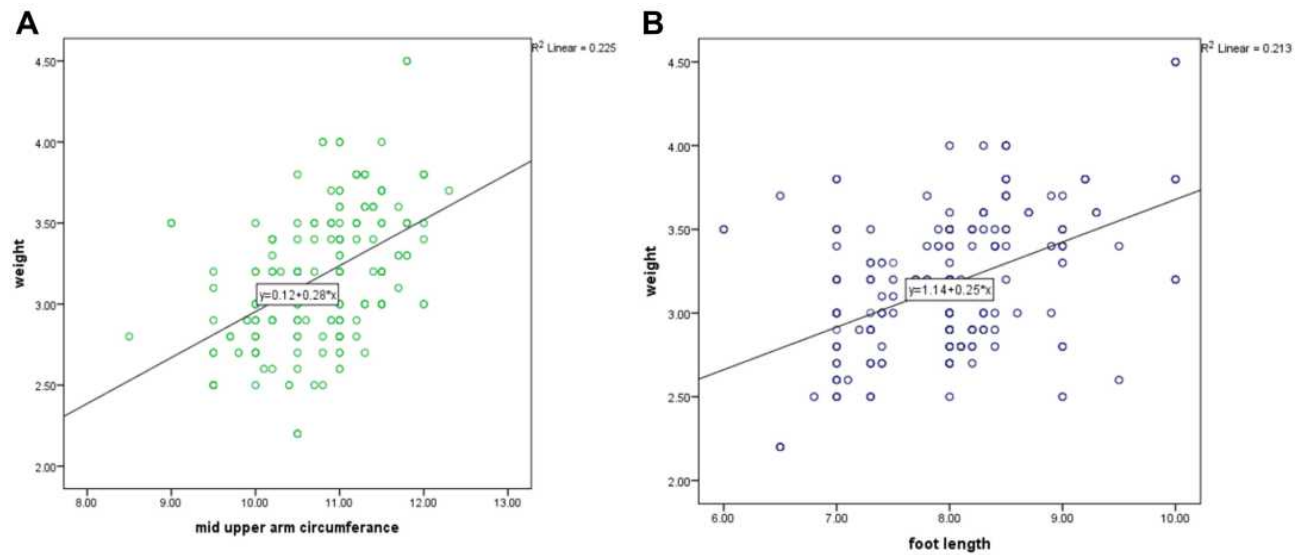 A
R² Linear = 0.225
4.50
4.00
3.50
3.00
2.50
2.00
weight
y=0.12+0.28*x
8.00 9.00 10.00 11.00 12.00 13.00
mid upper arm circumferance
B
R² Linear = 0.213
4.50
4.00
3.50
3.00
2.50
2.00
weight
y=1.14+0.25*x
6.00 7.00 8.00 9.00 10.00
foot length